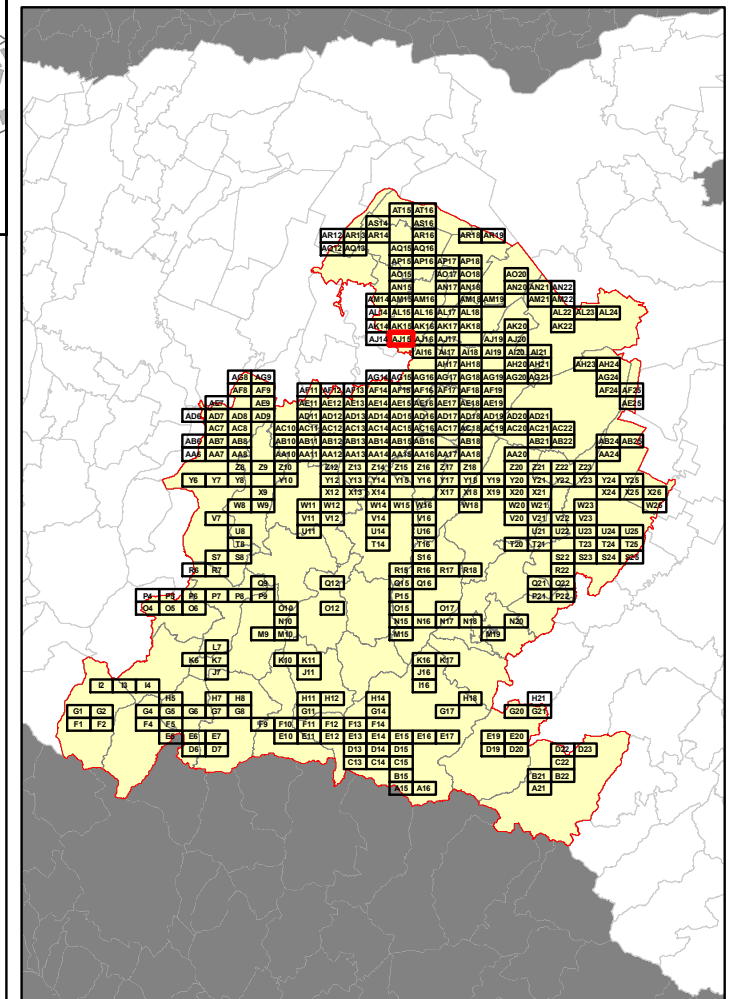 AT15 AT16
AS14 AS16
AR12 AR13 AR14 AR16 AR18 AR19
AQ12 AQ13 AQ15 AQ16
AP15 AP16 AP17 AP18
AO15 AO17 AO18 AO20
AN15 AN17 AN18 AN20 AN21 AN22
AM14 AM15 AM16 AM18 AM19 AM21 AM22
AL14 AL15 AL16 AL17 AL18 AL22 AL23 AL24
AK14 AK15 AK16 AK17 AK18 AK20 AK22
AJ14 AJ15 AJ16 AJ17 AJ19 AJ20
AI16 AI17 AI18 AI19 AI20 AI21
AH17 AH18 AH20 AH21 AH23 AH24
AG8 AG9 AG14 AG15 AG16 AG17 AG18 AG19 AG20 AG21 AG24
AF8 AF9 AF11 AF12 AF13 AF14 AF15 AF16 AF17 AF18 AF19 AF24 AF25
AE7 AE9 AE11 AE12 AE13 AE14 AE15 AE16 AE17 AE18 AE19 AE25
AD6 AD7 AD8 AD9 AD11 AD12 AD13 AD14 AD15 AD16 AD17 AD18 AD19 AD20 AD21
AC7 AC8 AC10 AC11 AC12 AC13 AC14 AC15 AC16 AC17 AC18 AC19 AC20 AC21 AC22
AB6 AB7 AB8 AB10 AB11 AB12 AB13 AB14 AB15 AB16 AB18 AB21 AB22 AB24 AB25
AA6 AA7 AA8 AA10 AA11 AA12 AA13 AA14 AA15 AA16 AA17 AA18 AA20 AA24
Z8 Z9 Z10 Z12 Z13 Z14 Z15 Z16 Z17 Z18 Z20 Z21 Z22 Z23
Y6 Y7 Y8 Y10 Y12 Y13 Y14 Y15 Y16 Y17 Y18 Y19 Y20 Y21 Y22 Y23 Y24 Y25
X9 X12 X13 X14 X17 X18 X19 X20 X21 X24 X25 X26
W8 W9 W11 W12 W14 W15 W16 W18 W20 W21 W23 W26
V7 V11 V12 V14 V16 V20 V21 V22 V23
U8 U11 U14 U16 U21 U22 U23 U24 U25
T8 T14 T16 T20 T21 T23 T24 T25
S7 S8 S16 S22 S23 S24 S25
R6 R7 R15 R16 R17 R18 R22
Q9 Q12 Q15 Q16 Q21 Q22
P4 P5 P6 P7 P8 P9 P15 P21 P22
O4 O5 O6 O10 O12 O15 O17
N10 N15 N16 N17 N18 N20
M9 M10 M15 M19
L7
K6 K7 K10 K11 K16 K17
J7 J11 J16
I2 I3 I4 I16
H5 H7 H8 H11 H12 H14 H18 H21
G1 G2 G4 G5 G6 G7 G8 G11 G14 G17 G20 G21
F1 F2 F4 F5 F9 F10 F11 F12 F13 F14
E5 E6 E7 E10 E11 E12 E13 E14 E15 E16 E17 E19 E20
D6 D7 D13 D14 D15 D19 D20 D22 D23
C13 C14 C15 C22
B15 B21 B22
A15 A16 A21